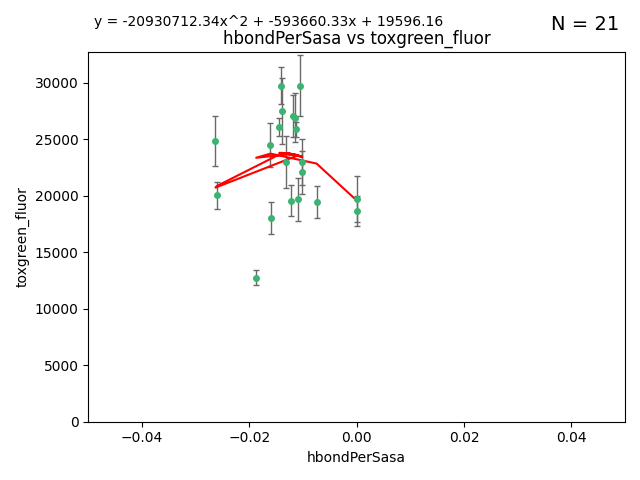 y = -20930712.34x^2 + -593660.33x + 19596.16
N = 21
hbondPerSasa vs toxgreen_fluor
30000
25000
20000
15000
10000
5000
0
toxgreen_fluor
−0.04
−0.02
0.00
0.02
0.04
hbondPerSasa